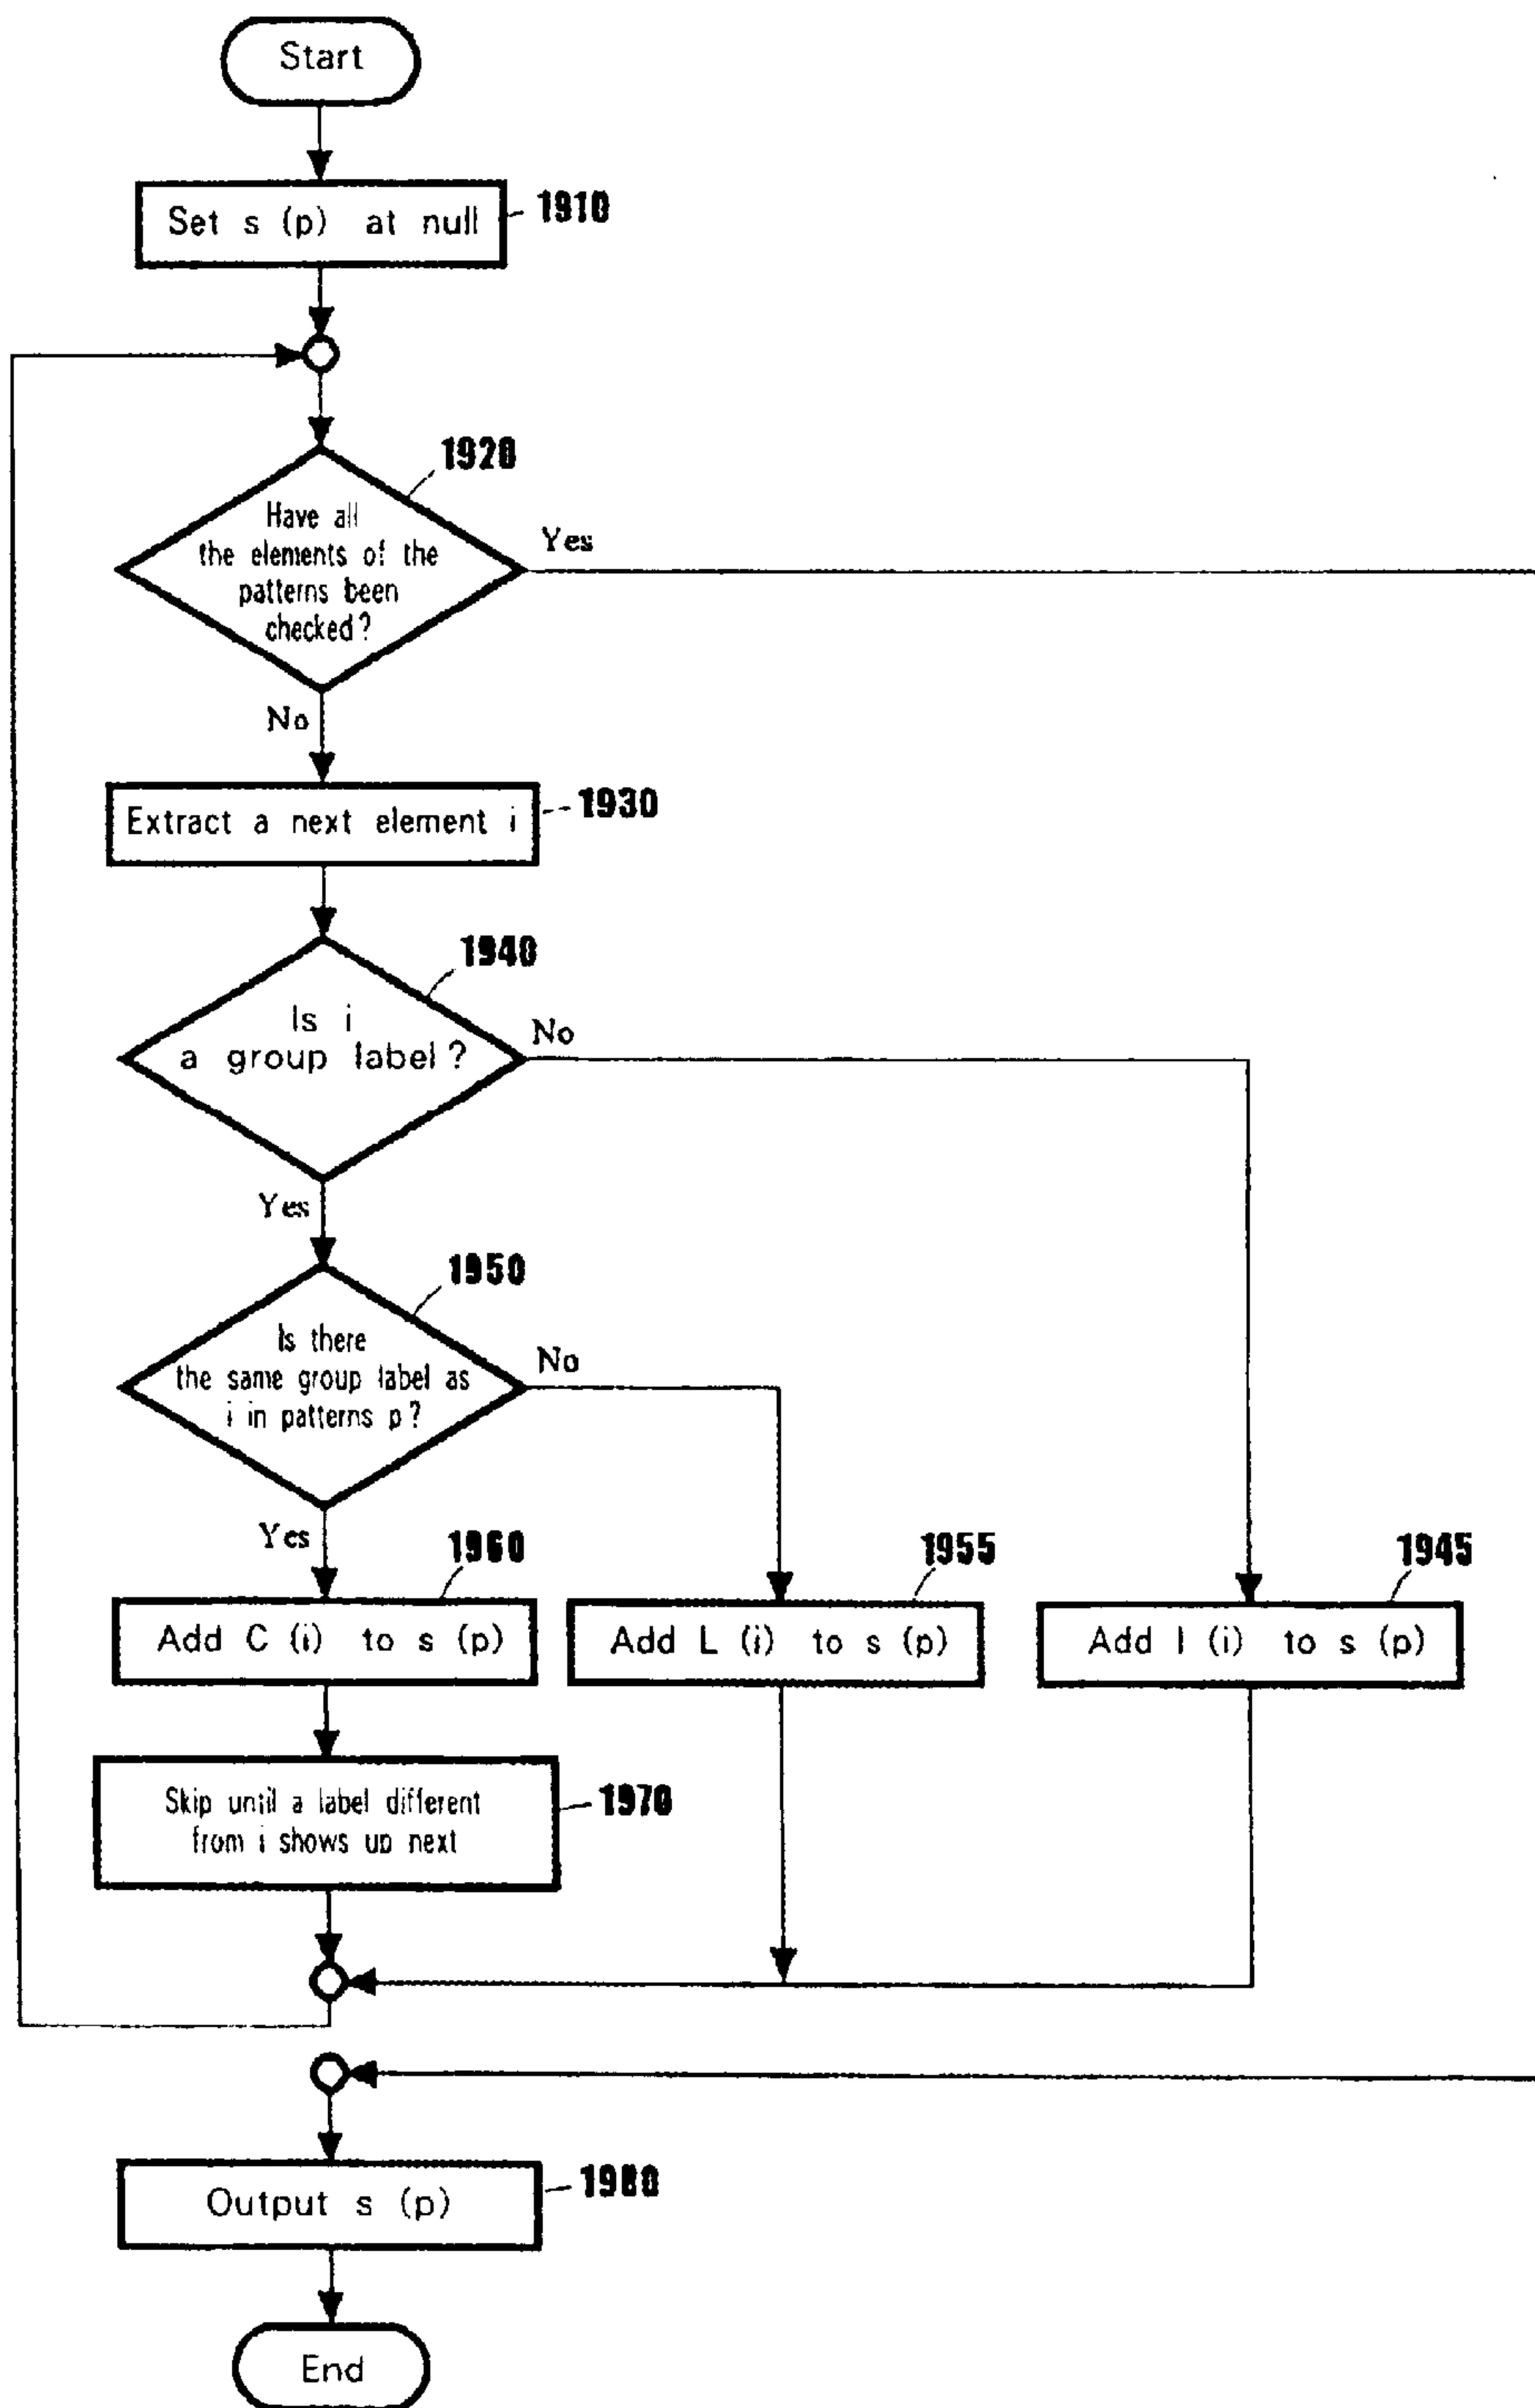 Start
Set s (p) at null
1910
1920
Have all
the elements of the
patterns been
checked?
Yes
No
Extract a next element i
1930
1940
Is i
a group label?
No
Yes
1950
Is there
the same group label as
i in patterns p?
No
Yes
1960
1955
1945
Add C (i) to s (p)
Add L (i) to s (p)
Add I (i) to s (p)
Skip until a label different
from i shows up next
1970
Output s (p)
1980
End